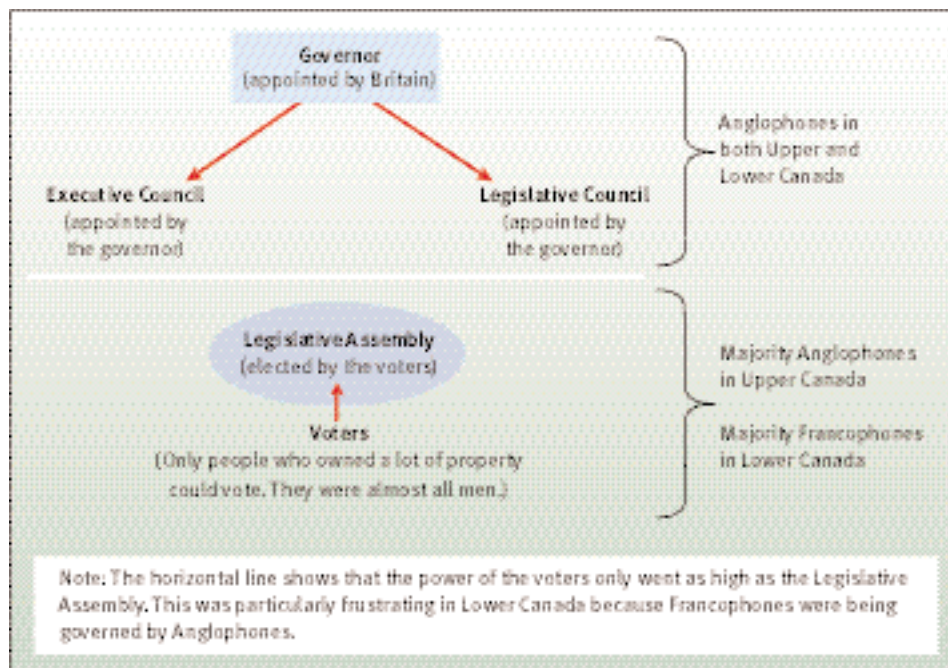 Governor
(appointed by Britain)
Anglophones in
both Upper and
Lower Canada
Executive Council
(appointed by
the governor)
Legislative Council
(appointed by
the governor)
Legislative Assembly
(elected by the voters)
Voters
(Only people who owned a lot of property
could vote. They were almost all men.)
Majority Anglophones
in Upper Canada
Majority Francophones
in Lower Canada
Note: The horizontal line shows that the power of the voters only went as high as the Legislative
Assembly. This was particularly frustrating in Lower Canada because Francophones were being
governed by Anglophones.